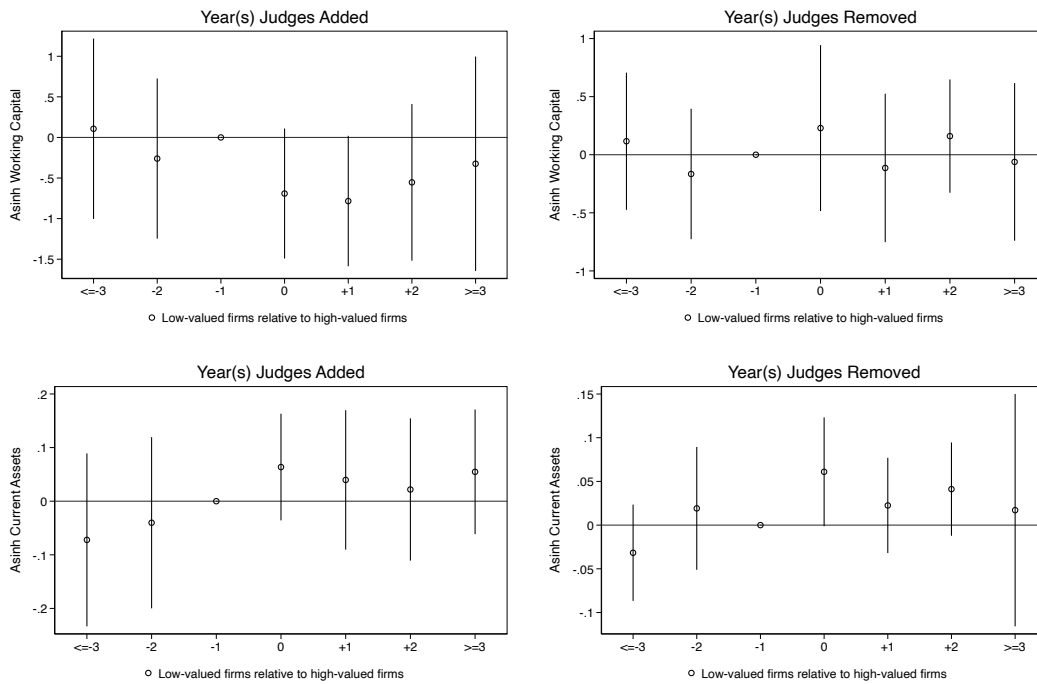 Year(s) Judges Added
Asinh Working Capital
1
.5
0
-.5
-1
-1.5
<=-3 -2 -1 0 +1 +2 >=3
Low-valued firms relative to high-valued firms
Year(s) Judges Removed
Asinh Working Capital
1
.5
0
-.5
-1
<=-3 -2 -1 0 +1 +2 >=3
Low-valued firms relative to high-valued firms
Year(s) Judges Added
Asinh Current Assets
.2
.1
0
-.1
-.2
<=-3 -2 -1 0 +1 +2 >=3
Low-valued firms relative to high-valued firms
Year(s) Judges Removed
Asinh Current Assets
.15
.1
.05
0
-.05
-.1
<=-3 -2 -1 0 +1 +2 >=3
Low-valued firms relative to high-valued firms